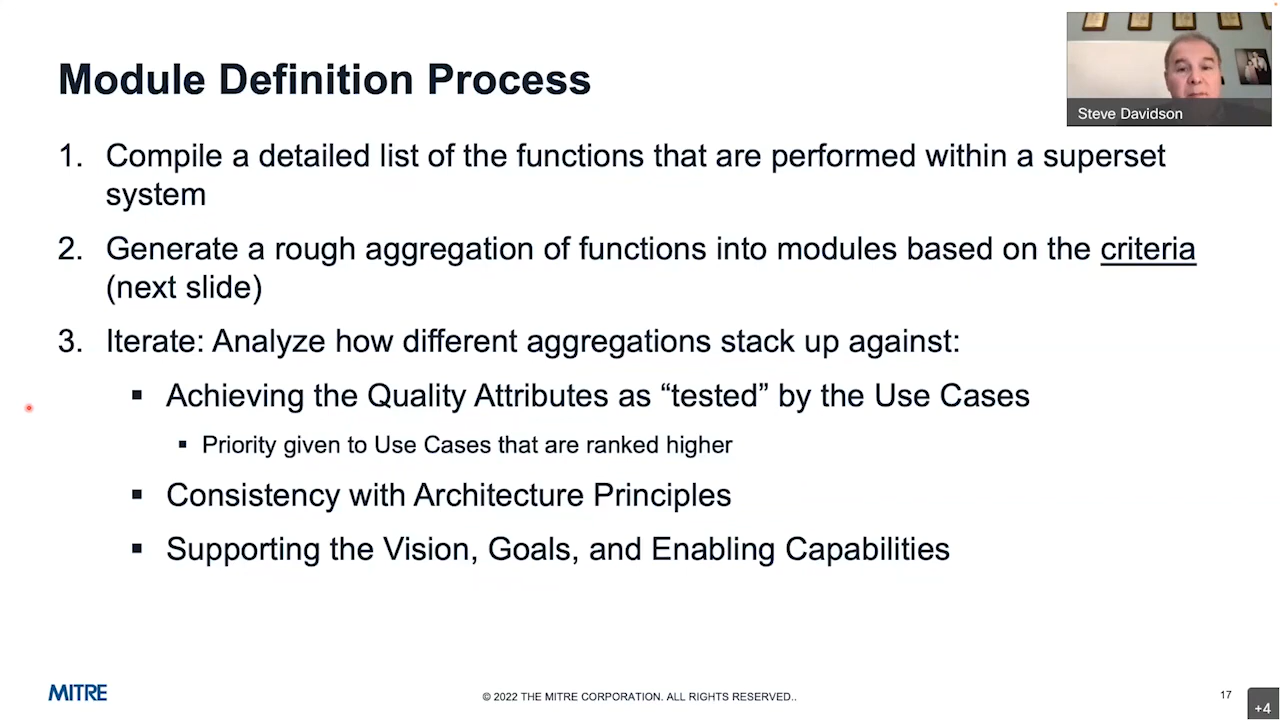 Module Definition Process
Steve Davidson
1. Compile a detailed list of the functions that are performed within a superset
system
2. Generate a rough aggregation of functions into modules based on the criteria
(next slide)
3. Iterate: Analyze how different aggregations stack up against:
▪ Achieving the Quality Attributes as “tested” by the Use Cases
▪ Priority given to Use Cases that are ranked higher
▪ Consistency with Architecture Principles
▪ Supporting the Vision, Goals, and Enabling Capabilities
MITRE
© 2022 THE MITRE CORPORATION. ALL RIGHTS RESERVED..
17
+4